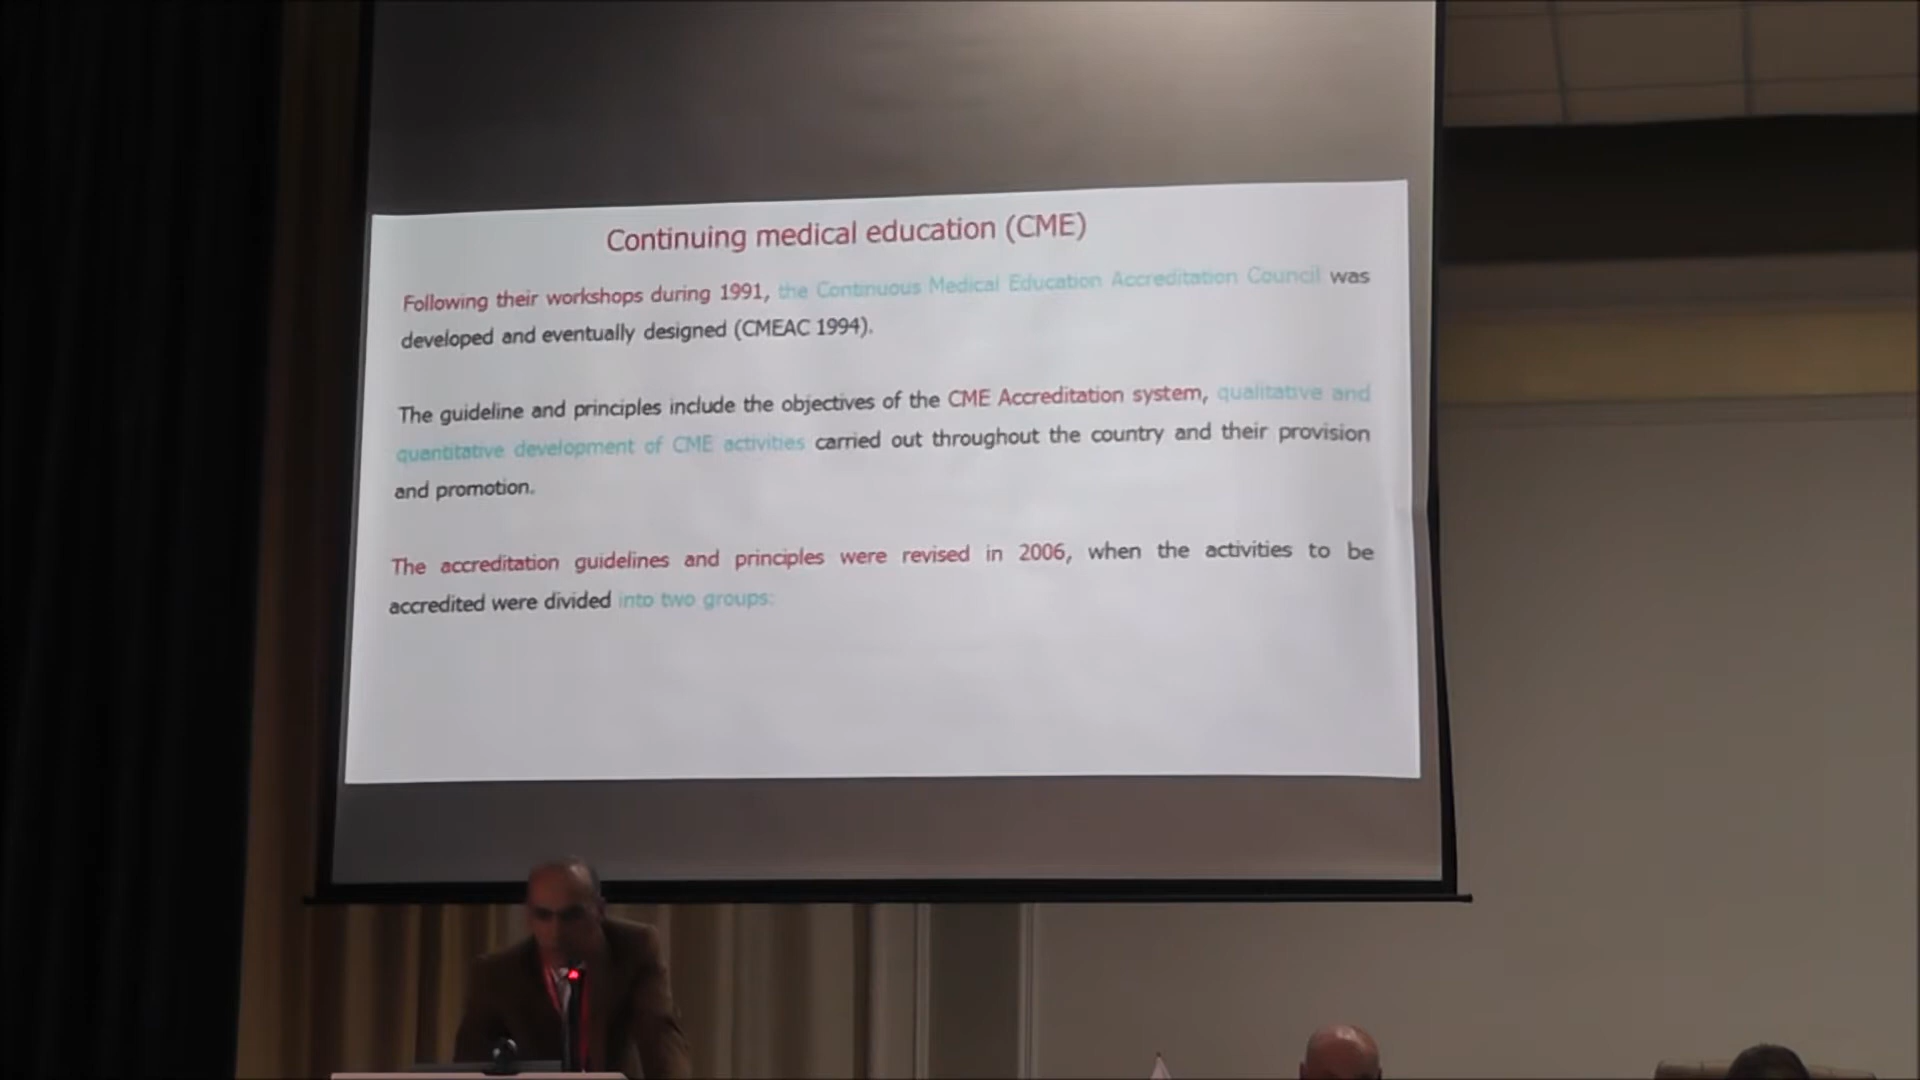 Continuing medical education (CME)
Following their workshops during 1991, the Continuous Medical Education Accreditation Council was
developed and eventually designed (CMEAC 1994).
The guideline and principles include the objectives of the CME Accreditation system, qualitative and
quantitative development of CME activities carried out throughout the country and their provision
and promotion.
The accreditation guidelines and principles were revised in 2006, when the activities to be
accredited were divided into two groups: